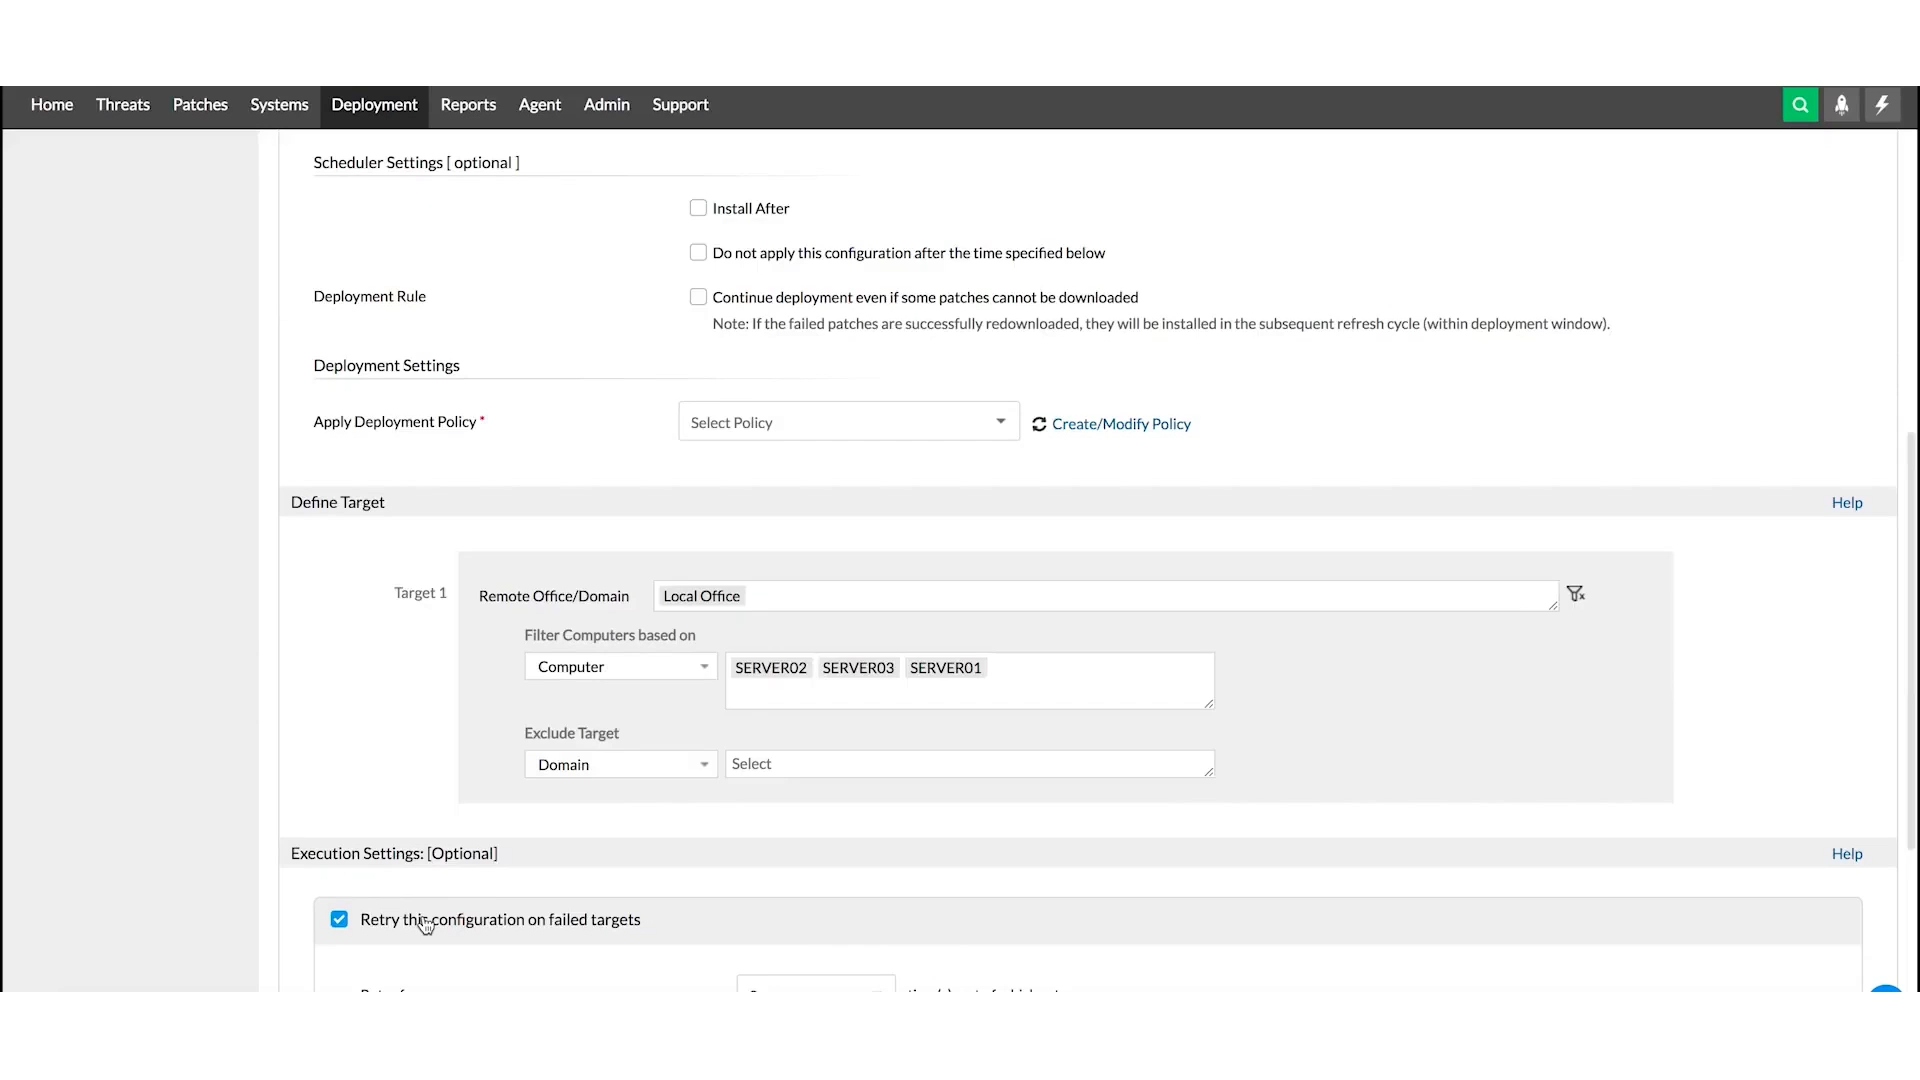 Home Threats Patches Systems Deployment Reports Agent Admin Support
Scheduler Settings [ optional ]
Install After
Do not apply this configuration after the time specified below
Deployment Rule
Continue deployment even if some patches cannot be downloaded
Note: If the failed patches are successfully redownloaded, they will be installed in the subsequent refresh cycle (within deployment window).
Deployment Settings
Apply Deployment Policy *
Select Policy
Create/Modify Policy
Define Target
Help
Target 1
Remote Office/Domain
Local Office
Filter Computers based on
Computer
SERVER02 SERVER03 SERVER01
Exclude Target
Domain
Select
Execution Settings: [Optional]
Help
Retry this configuration on failed targets